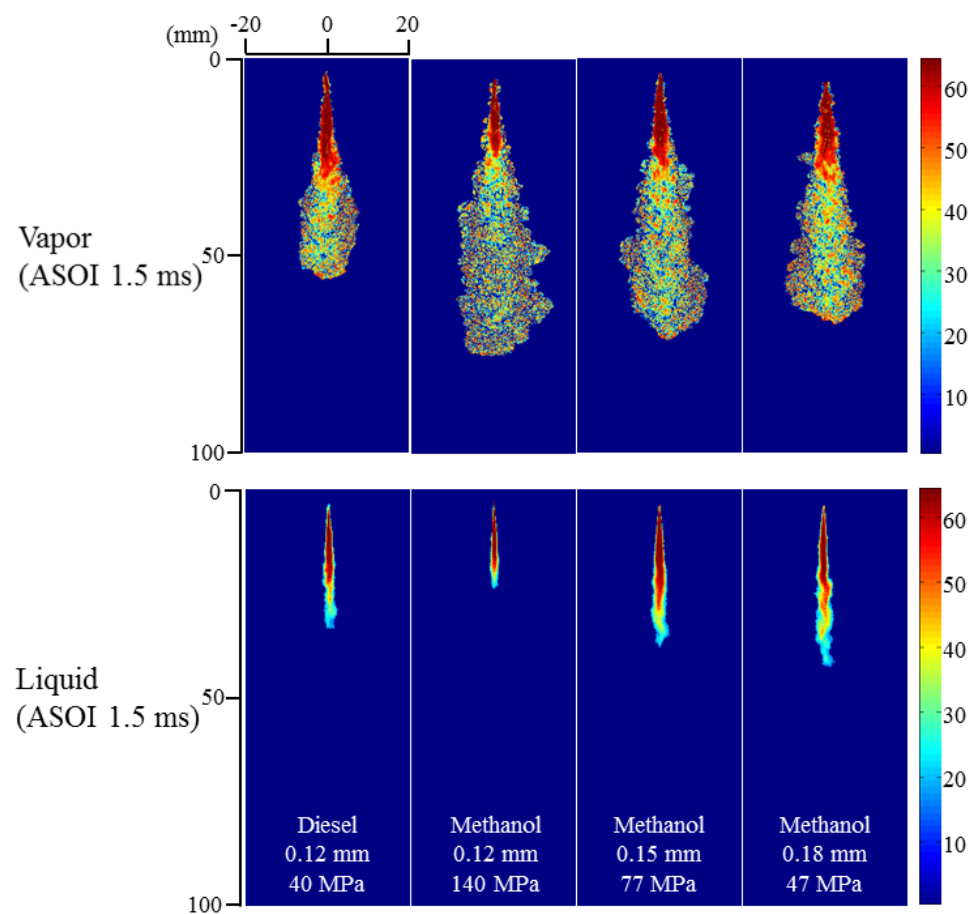 -20 0 20
(mm)
0
50
100
Vapor
(ASOI 1.5 ms)
60
50
40
30
20
10
0
50
100
Liquid
(ASOI 1.5 ms)
Diesel
0.12 mm
40 MPa
Methanol
0.12 mm
140 MPa
Methanol
0.15 mm
77 MPa
Methanol
0.18 mm
47 MPa
60
50
40
30
20
10